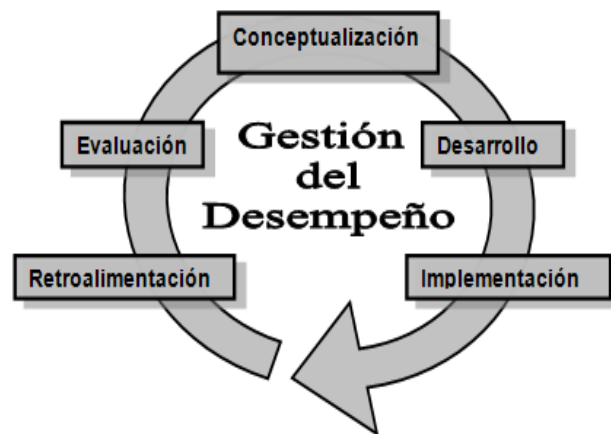 Conceptualización
Evaluación
Gestión
del
Desempeño
Desarrollo
Retroalimentación
Implementación